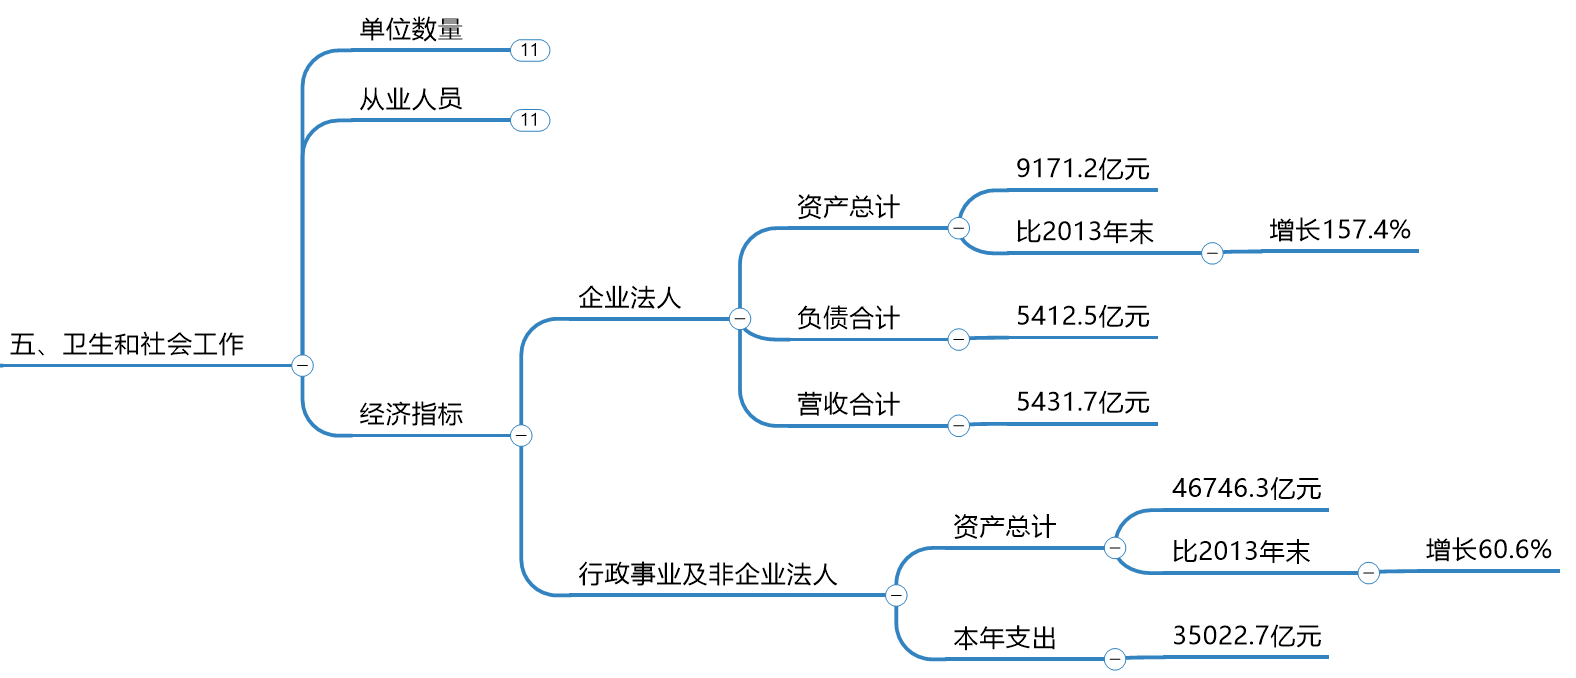 单位数量
11
从业人员
11
9171.2亿元
资产总计
比2013年末
增长157.4%
企业法人
负债合计
5412.5亿元
五、卫生和社会工作
营收合计
5431.7亿元
经济指标
46746.3亿元
资产总计
比2013年末
增长60.6%
行政事业及非企业法人
本年支出
35022.7亿元